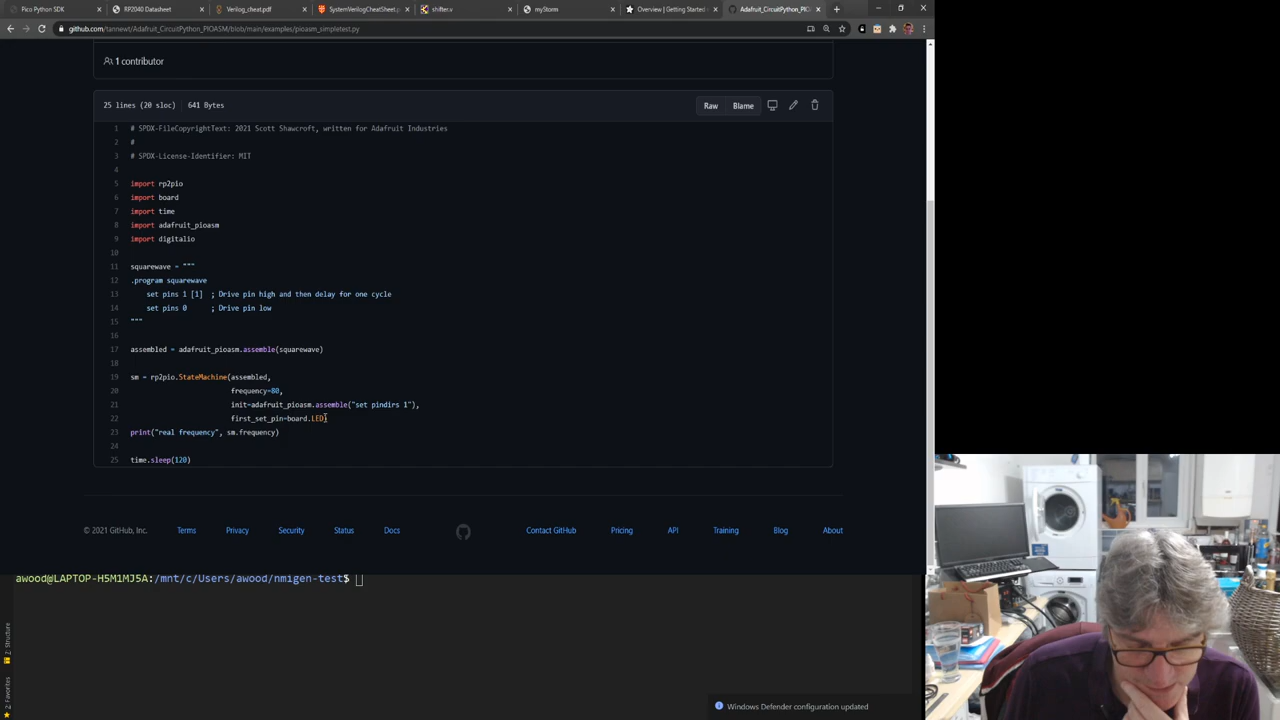 Pico Python SDK
RP2040 Datasheet
Verilog_cheat.pdf
SystemVerilogCheatSheet.p
shifter.v
myStorm
Overview | Getting Started
Adafruit_CircuitPython_PIO
github.com/tannewt/Adafruit_CircuitPython_PIOASM/blob/main/examples/pioasm_simpletest.py
1 contributor
25 lines (20 sloc) 641 Bytes
Raw Blame
1 # SPDX-FileCopyrightText: 2021 Scott Shawcroft, written for Adafruit Industries
2 #
3 # SPDX-License-Identifier: MIT
4
5 import rp2pio
6 import board
7 import time
8 import adafruit_pioasm
9 import digitalio
10
11 squarewave = """
12 .program squarewave
13 set pins 1 [1] ; Drive pin high and then delay for one cycle
14 set pins 0 ; Drive pin low
15 """
16
17 assembled = adafruit_pioasm.assemble(squarewave)
18
19 sm = rp2pio.StateMachine(assembled,
20 frequency=80,
21 init=adafruit_pioasm.assemble("set pindirs 1"),
22 first_set_pin=board.LED)
23 print("real frequency", sm.frequency)
24
25 time.sleep(120)
© 2021 GitHub, Inc. Terms Privacy Security Status Docs Contact GitHub Pricing API Training Blog About
awood@LAPTOP-H5M1MJ5A:/mnt/c/Users/awood/nmigen-test$
Z: Structure
2: Favorites
Windows Defender configuration updated